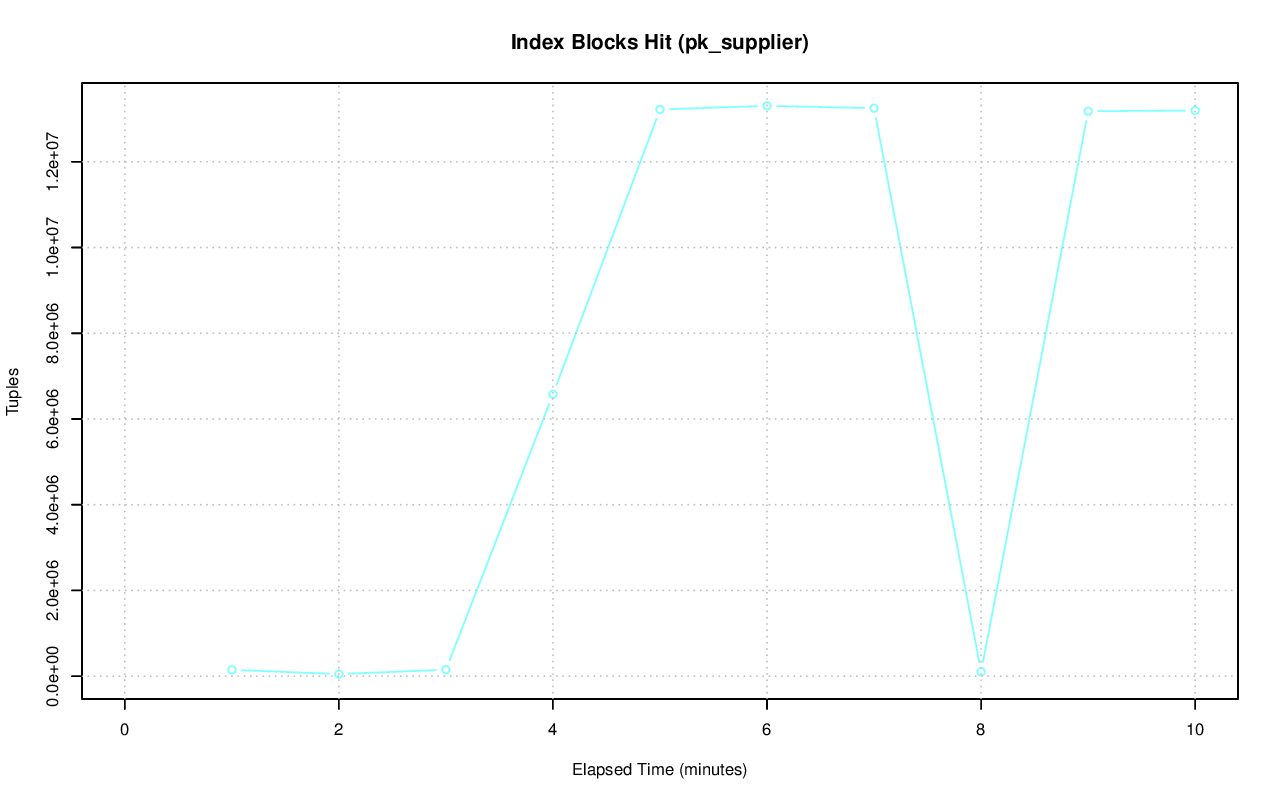 Index Blocks Hit (pk_supplier)
Tuples
1.2e+07
1.0e+07
8.0e+06
6.0e+06
4.0e+06
2.0e+06
0.0e+00
0 2 4 6 8 10
Elapsed Time (minutes)